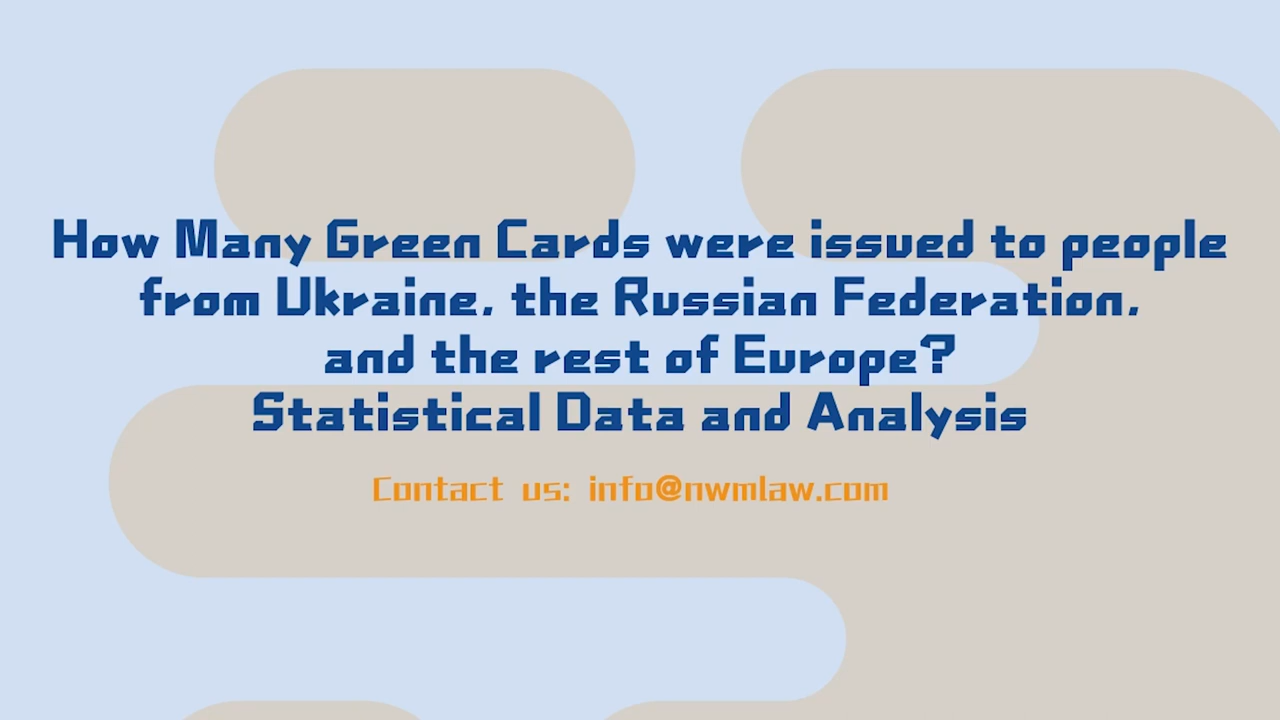 How Many Green Cards were issued to people
from Ukraine, the Russian Federation,
and the rest of Europe?
Statistical Data and Analysis
Contact us: info@nwmlaw.com